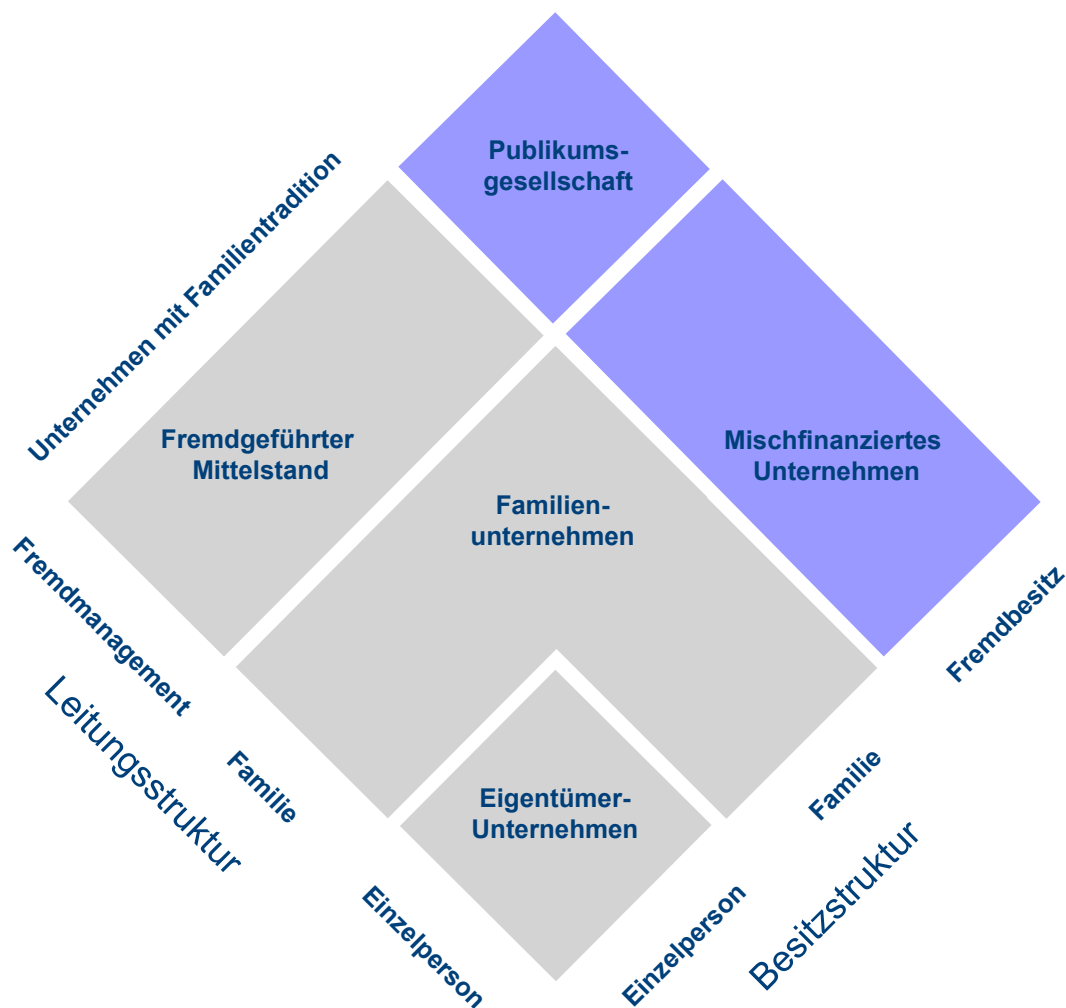 Publikums-
gesellschaft
Unternehmen mit Familientradition
Fremdgeführter
Mittelstand
Mischfinanziertes
Unternehmen
Familien-
unternehmen
Fremdmanagement
Fremdbesitz
Leitungsstruktur
Familie
Familie
Eigentümer-
Unternehmen
Besitzstruktur
Einzelperson
Einzelperson